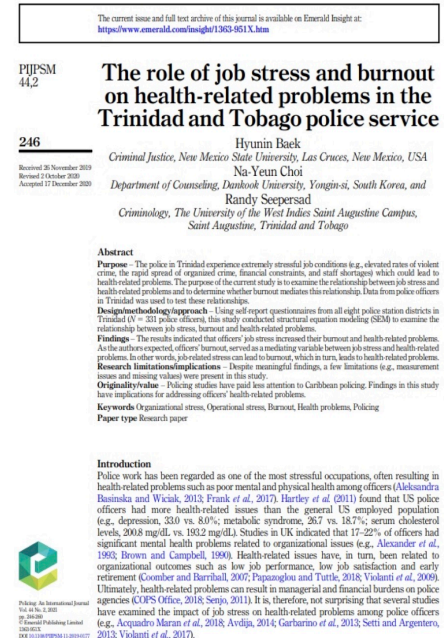 The current issue and full text archive of this journal is available on Emerald Insight at:
https://www.emerald.com/insight/1363-951X.htm
PIJPSM
44,2
The role of job stress and burnout
on health-related problems in the
Trinidad and Tobago police service
246
Received 26 November 2019
Revised 2 October 2020
Accepted 17 December 2020
Hyunin Baek
Criminal Justice, New Mexico State University, Las Cruces, New Mexico, USA
Na-Yeun Choi
Department of Counseling, Dankook University, Yongin-si, South Korea, and
Randy Seepersad
Criminology, The University of the West Indies Saint Augustine Campus,
Saint Augustine, Trinidad and Tobago
Abstract
Purpose – The police in Trinidad experience extremely stressful job conditions (e.g., elevated rates of violent
crime, the rapid spread of organized crime, financial constraints, and staff shortages) which could lead to
health-related problems. The purpose of the current study is to examine the relationship between job stress and
health-related problems and to determine whether burnout mediates this relationship. Data from police officers
in Trinidad was used to test these relationships.
Design/methodology/approach – Using self-report questionnaires from all eight police station districts in
Trinidad (N = 331 police officers), this study conducted structural equation modeling (SEM) to examine the
relationship between job stress, burnout and health-related problems.
Findings – The results indicated that officers' job stress increased their burnout and health-related problems.
As the authors expected, officers' burnout, served as a mediating variable between job stress and health-related
problems. In other words, job-related stress can lead to burnout, which in turn, leads to health-related problems.
Research limitations/implications – Despite meaningful findings, a few limitations (e.g., measurement
issues and missing values) were present in this study.
Originality/value – Policing studies have paid less attention to Caribbean policing. Findings in this study
have implications for addressing officers' health-related problems.
Keywords Organizational stress, Operational stress, Burnout, Health problems, Policing
Paper type Research paper
Introduction
Police work has been regarded as one of the most stressful occupations, often resulting in
health-related problems such as poor mental and physical health among officers (Aleksandra
Basinska and Wiciak, 2013; Frank et al., 2017). Hartley et al. (2011) found that US police
officers had more health-related issues than the general US employed population
(e.g., depression, 33.0 vs. 8.0%; metabolic syndrome, 26.7 vs. 18.7%; serum cholesterol
levels, 200.8 mg/dL vs. 193.2 mg/dL). Studies in UK indicated that 17–22% of officers had
significant mental health problems related to organizational issues (e.g., Alexander et al.,
1993; Brown and Campbell, 1990). Health-related issues have, in turn, been related to
organizational outcomes such as low job performance, low job satisfaction and early
retirement (Coomber and Barriball, 2007; Papazoglou and Tuttle, 2018; Violanti et al., 2009).
Ultimately, health-related problems can result in managerial and financial burdens on police
agencies (COPS Office, 2018; Senjo, 2011). It is, therefore, not surprising that several studies
have examined the impact of job stress on health-related problems among police officers
(e.g., Acquadro Maran et al., 2018; Avdija, 2014; Garbarino et al., 2013; Setti and Argentero,
2013; Violanti et al., 2017).
Policing: An International Journal
Vol. 44 No. 2, 2021
pp. 246-260
© Emerald Publishing Limited
1363-951X
DOI 10.1108/PIJPSM-11-2019-0177